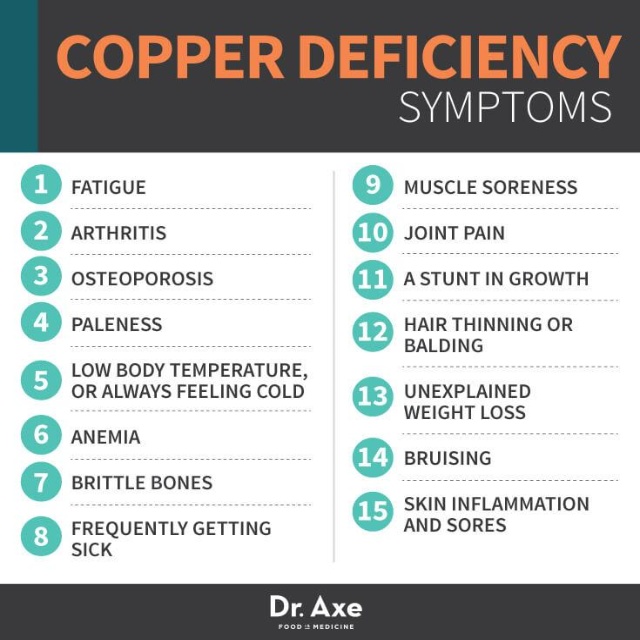 COPPER DEFICIENCY
SYMPTOMS
1 FATIGUE
2 ARTHRITIS
3 OSTEOPOROSIS
4 PALENESS
5 LOW BODY TEMPERATURE,
OR ALWAYS FEELING COLD
6 ANEMIA
7 BRITTLE BONES
8 FREQUENTLY GETTING
SICK
9 MUSCLE SORENESS
10 JOINT PAIN
11 A STUNT IN GROWTH
12 HAIR THINNING OR
BALDING
13 UNEXPLAINED
WEIGHT LOSS
14 BRUISING
15 SKIN INFLAMMATION
AND SORES
Dr. Axe
FOOD IS MEDICINE